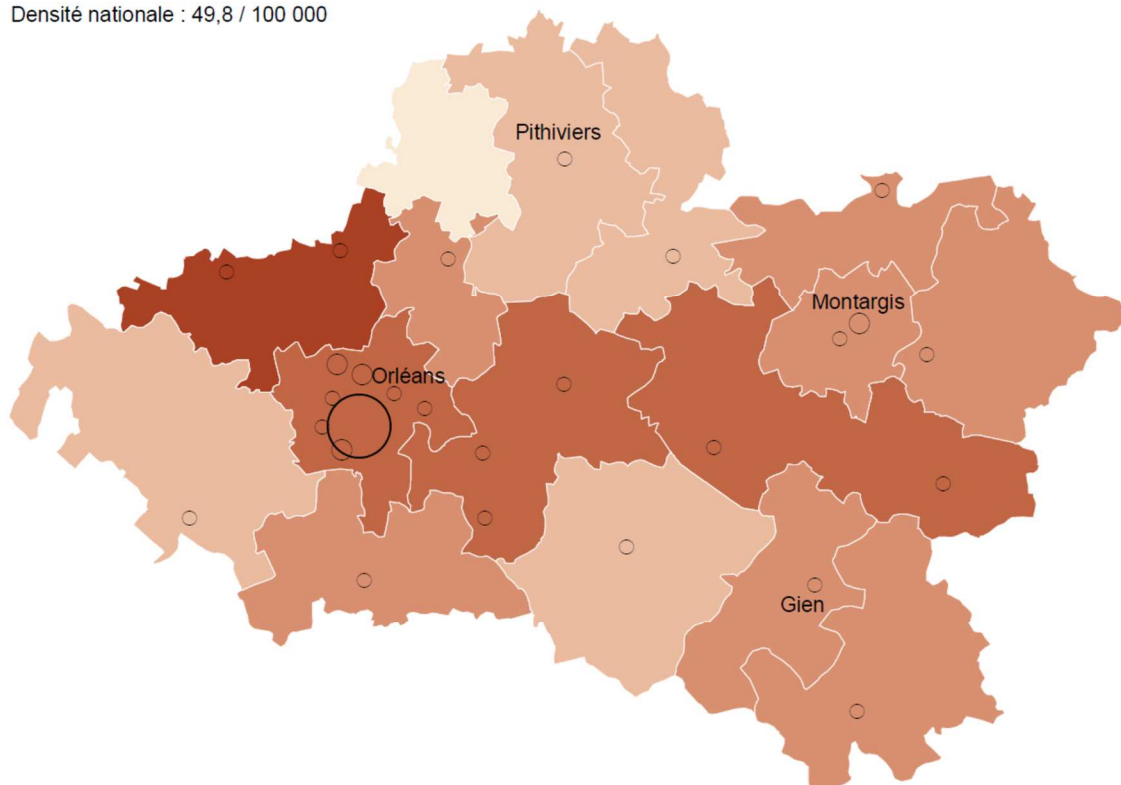 Densité nationale : 49,8 / 100 000
Pithiviers
Montargis
Orléans
Gien